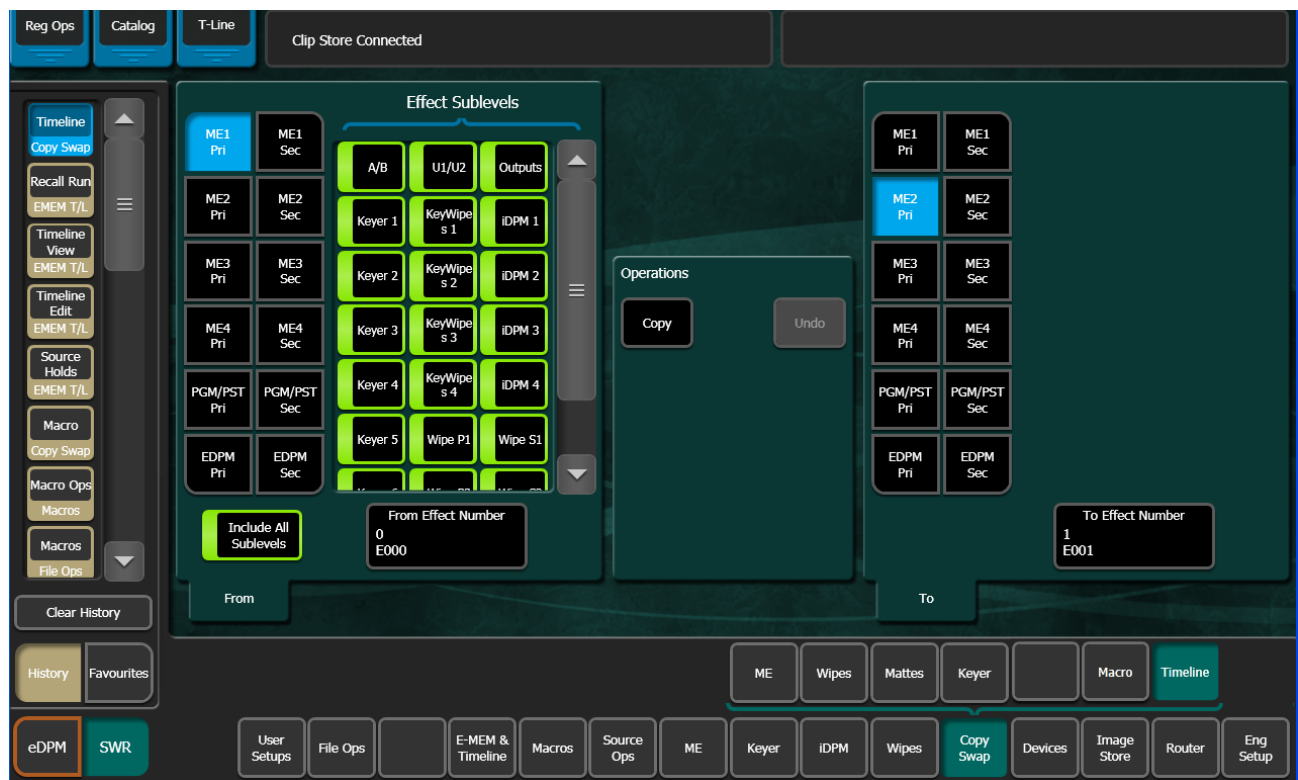 Reg Ops
Catalog
T-Line
Clip Store Connected
Timeline
Copy Swap
Recall Run
EMEM T/L
Timeline
View
EMEM T/L
Timeline
Edit
EMEM T/L
Source
Holds
EMEM T/L
Macro
Copy Swap
Macro Ops
Macros
Macros
File Ops
Clear History
History
Favourites
eDPM
SWR
ME1
Pri
ME1
Sec
ME2
Pri
ME2
Sec
ME3
Pri
ME3
Sec
ME4
Pri
ME4
Sec
PGM/PST
Pri
PGM/PST
Sec
EDPM
Pri
EDPM
Sec
Effect Sublevels
A/B
U1/U2
Outputs
Keyer 1
KeyWipe
s 1
iDPM 1
Keyer 2
KeyWipe
s 2
iDPM 2
Keyer 3
KeyWipe
s 3
iDPM 3
Keyer 4
KeyWipe
s 4
iDPM 4
Keyer 5
Wipe P1
Wipe S1
Include All
Sublevels
From Effect Number
0
E000
From
Operations
Copy
Undo
ME1
Pri
ME1
Sec
ME2
Pri
ME2
Sec
ME3
Pri
ME3
Sec
ME4
Pri
ME4
Sec
PGM/PST
Pri
PGM/PST
Sec
EDPM
Pri
EDPM
Sec
To Effect Number
1
E001
To
ME
Wipes
Mattes
Keyer
Macro
Timeline
User
Setups
File Ops
E-MEM &
Timeline
Macros
Source
Ops
ME
Keyer
iDPM
Wipes
Copy
Swap
Devices
Image
Store
Router
Eng
Setup